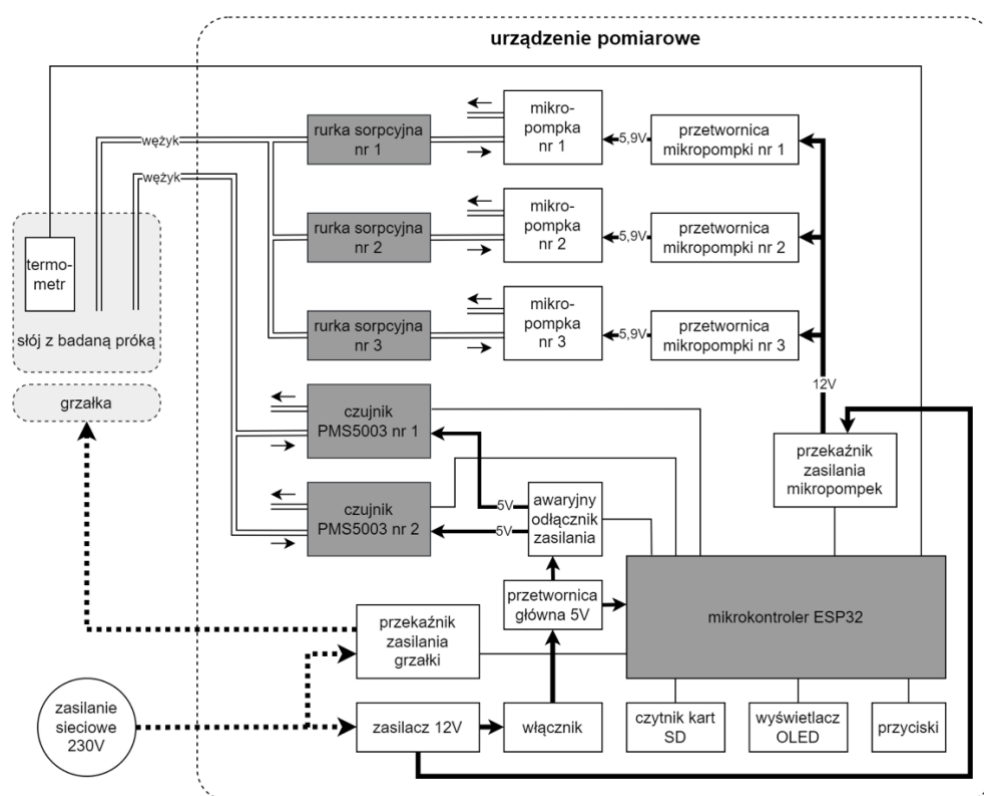 urządzenie pomiarowe
wężyk
wężyk
rurka sorpcyjna
nr 1
mikro-
pompka
nr 1
5,9V
przetwornica
mikropompki nr 1
rurka sorpcyjna
nr 2
mikro-
pompka
nr 2
5,9V
przetwornica
mikropompki nr 2
termo-
metr
słój z badaną próką
rurka sorpcyjna
nr 3
mikro-
pompka
nr 3
5,9V
przetwornica
mikropompki nr 3
12V
grzałka
czujnik
PMS5003 nr 1
przekaźnik
zasilania
mikropompek
czujnik
PMS5003 nr 2
5V
5V
awaryjny
odłącznik
zasilania
przetwornica
główna 5V
mikrokontroler ESP32
przekaźnik
zasilania
grzałki
zasilanie
sieciowe
230V
zasilacz 12V
włącznik
czytnik kart
SD
wyświetlacz
OLED
przyciski